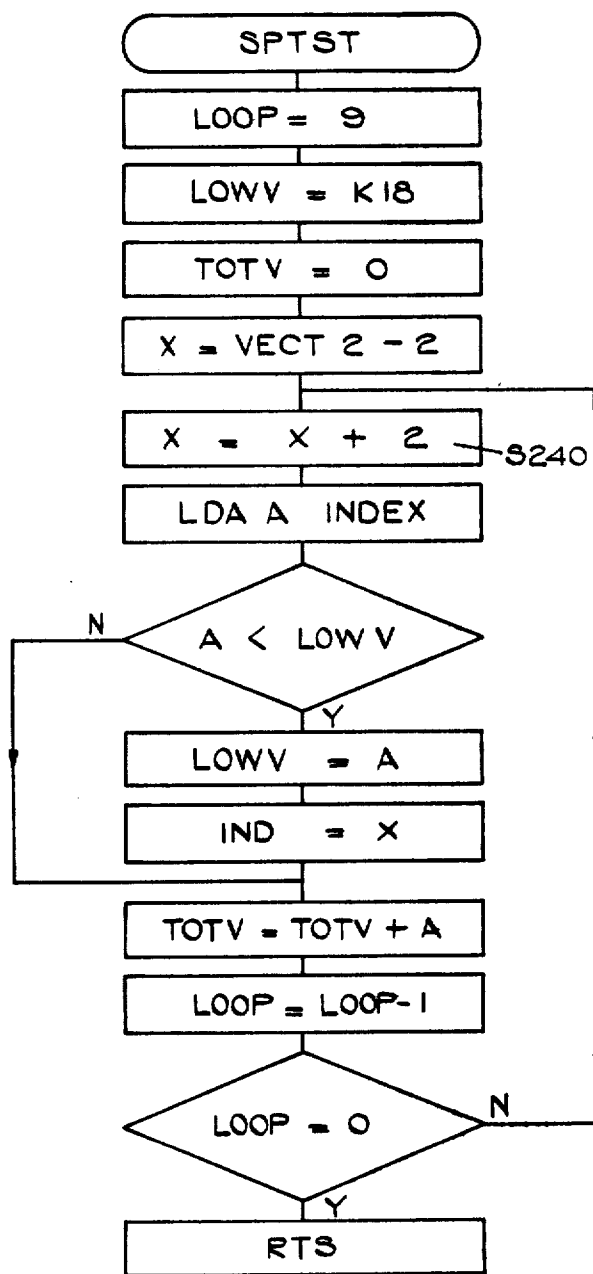 SPTST
LOOP = 9
LOWV = K18
TOTV = 0
X = VECT 2 - 2
X = X + 2
S240
LDA A INDEX
A < LOWV
N
Y
LOWV = A
IND = X
TOTV = TOTV + A
LOOP = LOOP-1
LOOP = 0
N
Y
RTS